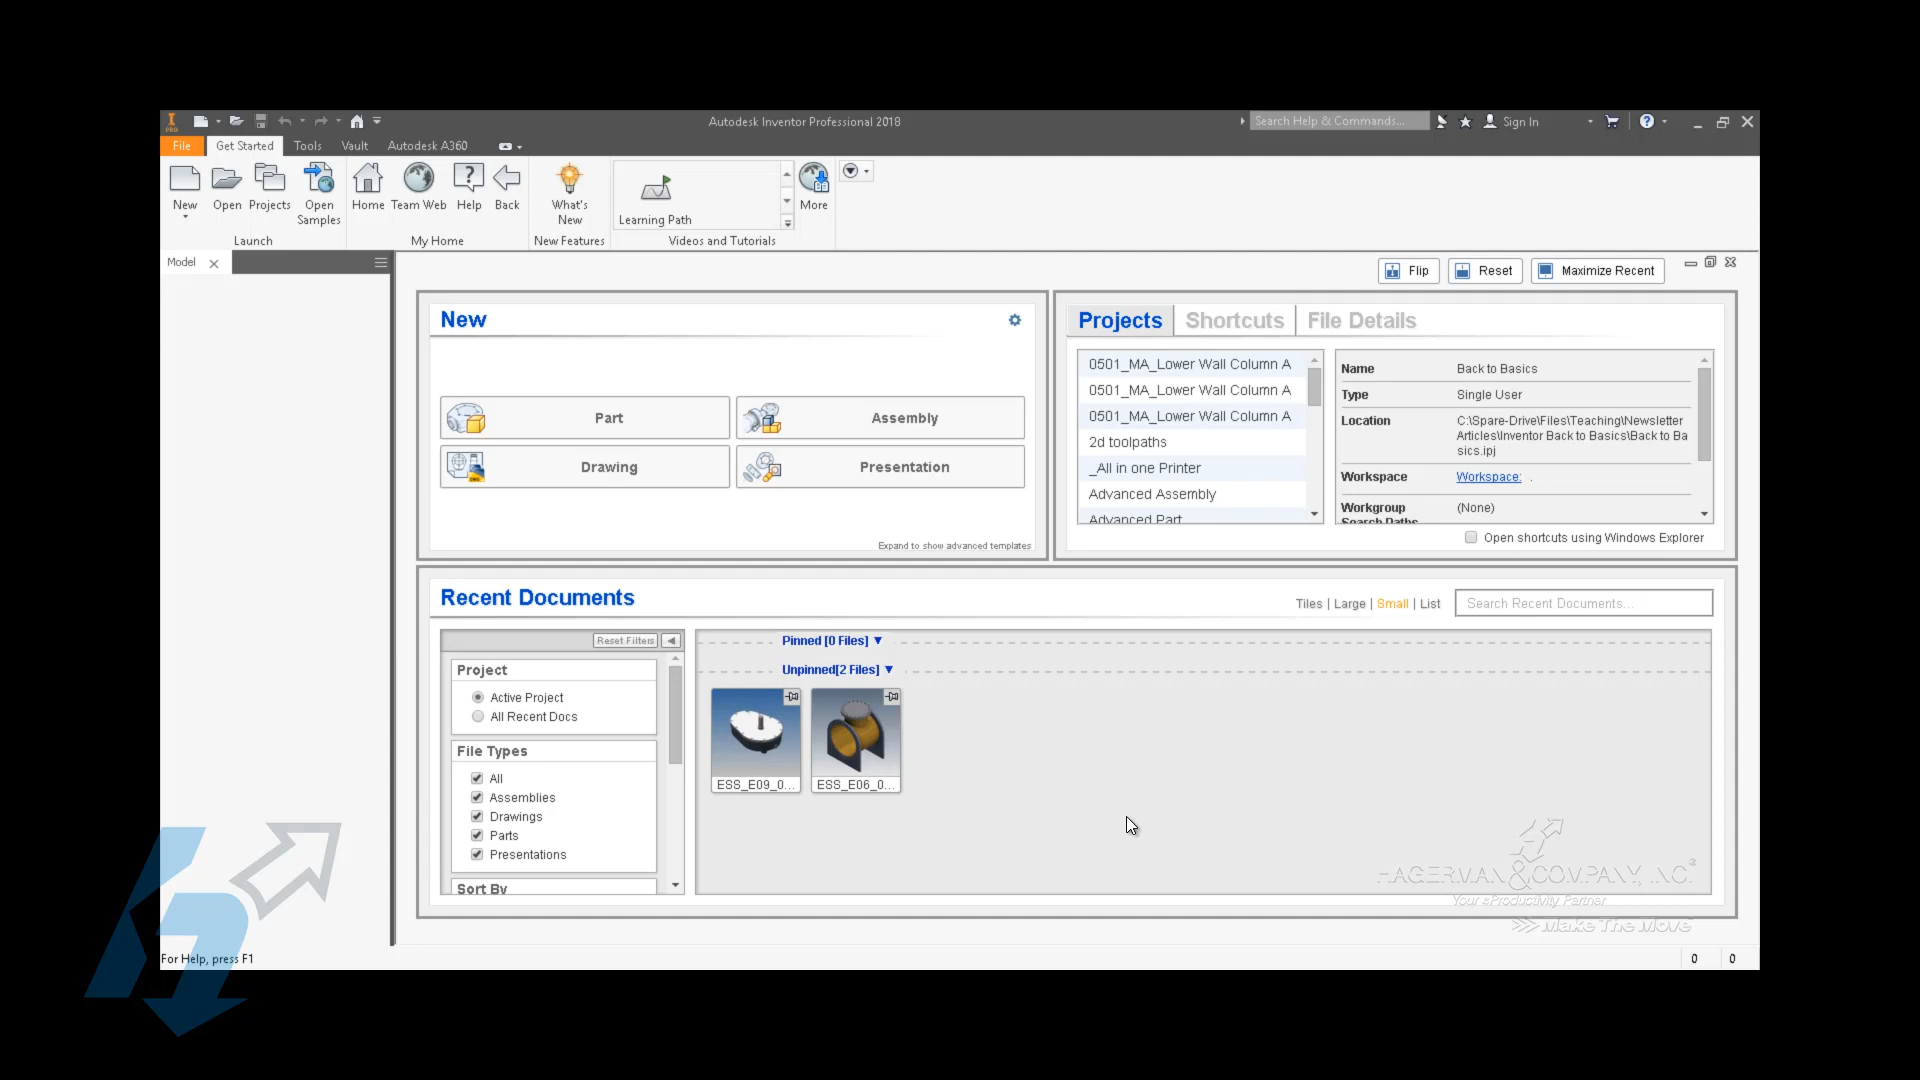 PRO
Autodesk Inventor Professional 2018
Search Help & Commands...
Sign In
File
Get Started
Tools
Vault
Autodesk A360
New
Open
Projects
Open
Samples
Home
Team Web
Help
Back
What's
New
Learning Path
More
Launch
My Home
New Features
Videos and Tutorials
Model
Flip
Reset
Maximize Recent
New
Part
Assembly
Drawing
Presentation
Expand to show advanced templates
Projects
Shortcuts
File Details
0501_MA_Lower Wall Column A
0501_MA_Lower Wall Column A
0501_MA_Lower Wall Column A
2d toolpaths
_All in one Printer
Advanced Assembly
Advanced Part
Name Back to Basics
Type Single User
Location C:\Spare-Drive\Files\Teaching\Newsletter
Articles\Inventor Back to Basics\Back to Ba
sics.ipj
Workspace Workspace: .
Workgroup (None)
Search Paths
Open shortcuts using Windows Explorer
Recent Documents
Tiles | Large | Small | List
Search Recent Documents...
Reset Filters
Project
Active Project
All Recent Docs
File Types
All
Assemblies
Drawings
Parts
Presentations
Sort By
Pinned [0 Files]
Unpinned[2 Files]
ESS_E09_0...
ESS_E06_0...
HAGERMAN & COMPANY, INC.®
Your eProductivity Partner
Make The Move
For Help, press F1
0 0